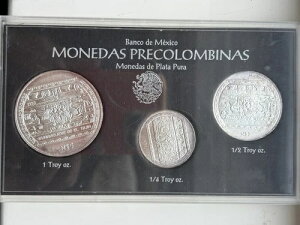 Banco de México
MONEDAS PRECOLOMBINAS
Monedas de Plata Pura
1 Troy oz.
1/4 Troy oz.
1/2 Troy oz.